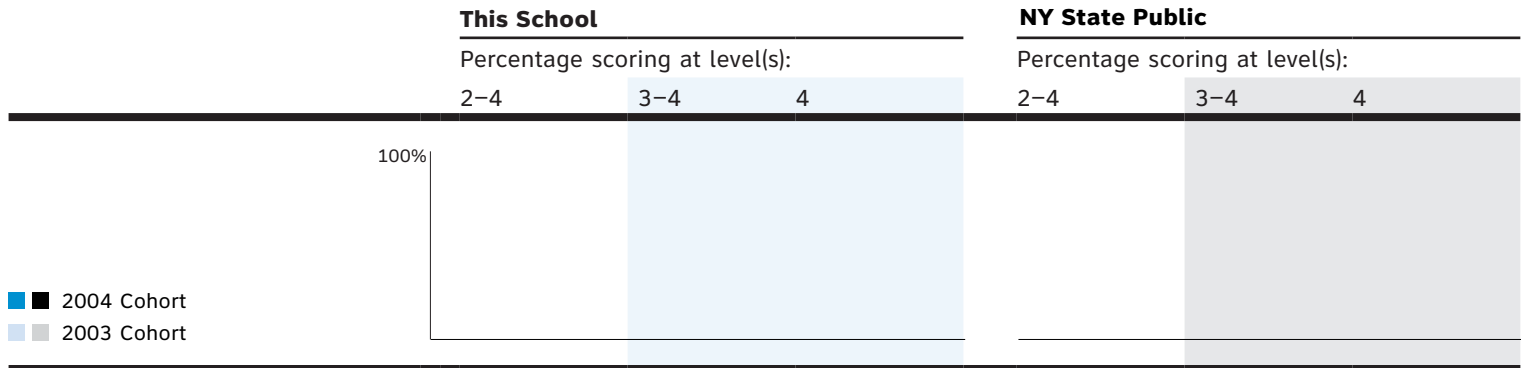 This School
NY State Public
Percentage scoring at level(s):
Percentage scoring at level(s):
2–4 3–4 4
2–4 3–4 4
100%
2004 Cohort
2003 Cohort